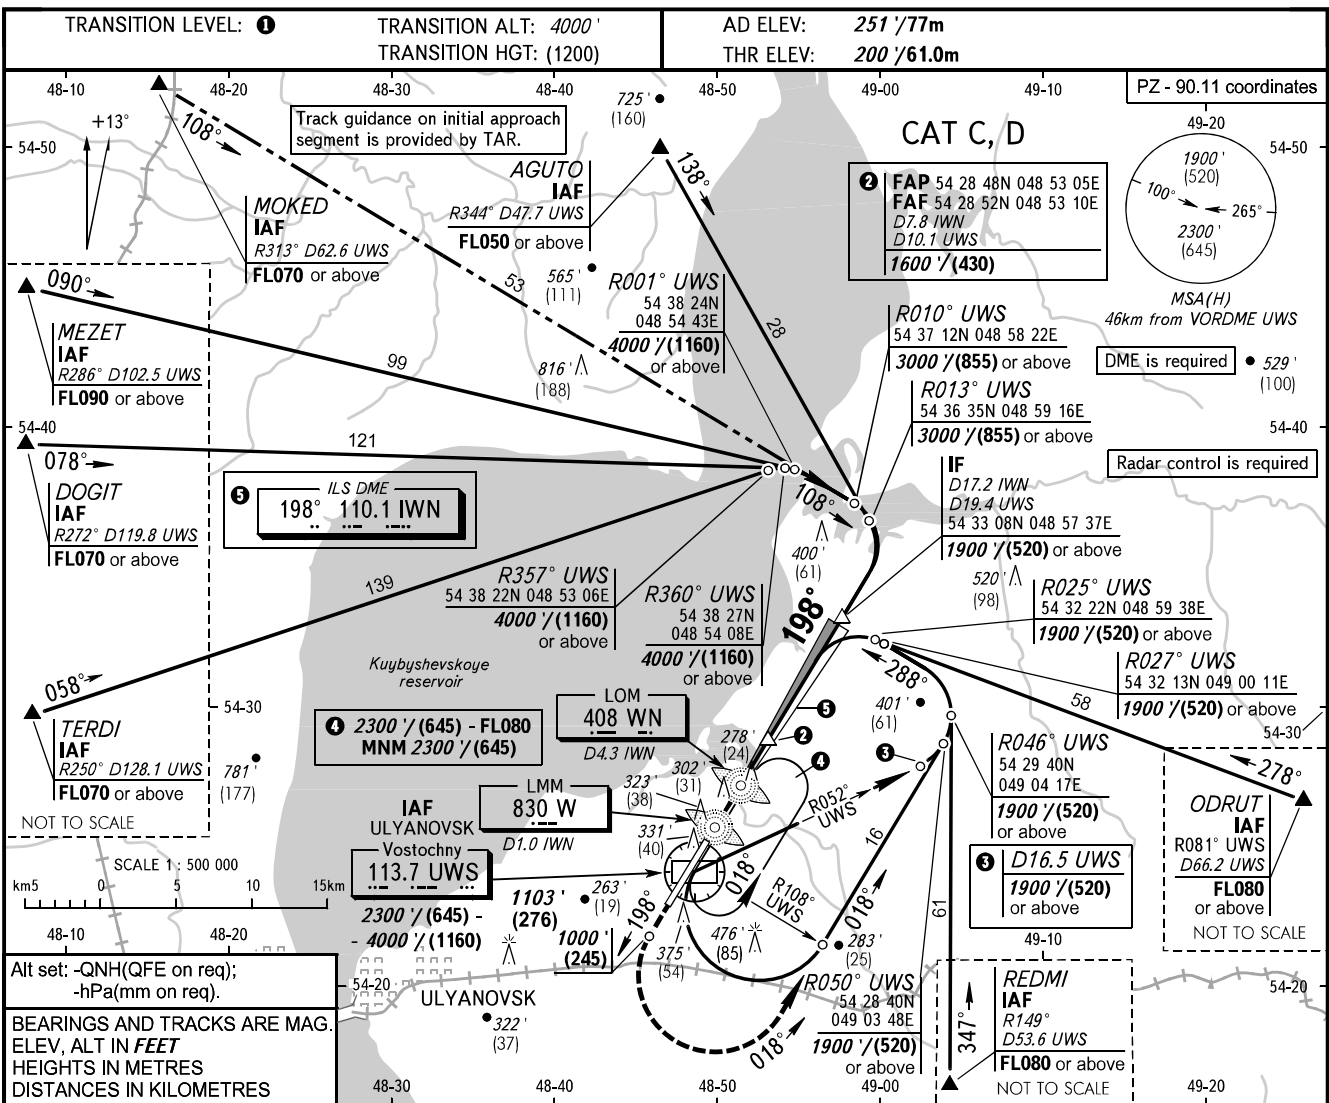 TRANSITION LEVEL: ❶
TRANSITION ALT: 4000'
TRANSITION HGT: (1200)
AD ELEV: 251'/77m
THR ELEV: 200'/61.0m
48-10
48-20
48-30
48-40
48-50
49-00
49-10
PZ - 90.11 coordinates
49-20
+13°
54-50
108°
Track guidance on initial approach
segment is provided by TAR.
725'
(160)
CAT C, D
54-50
AGUTO
IAF
R344° D47.7 UWS
FL050 or above
138°
❷ FAP 54 28 48N 048 53 05E
FAF 54 28 52N 048 53 10E
D7.8 IWN
D10.1 UWS
1600'/(430)
1900'
(520)
100°
265°
2300'
(645)
MSA(H)
46km from VORDME UWS
MOKED
IAF
R313° D62.6 UWS
FL070 or above
090°
53
565'
(111)
R001° UWS
54 38 24N
048 54 43E
4000'/(1160)
or above
28
R010° UWS
54 37 12N 048 58 22E
3000'/(855) or above
DME is required
529'
(100)
MEZET
IAF
R286° D102.5 UWS
FL090 or above
99
816'
(188)
R013° UWS
54 36 35N 048 59 16E
3000'/(855) or above
54-40
54-40
078°
121
DOGIT
IAF
R272° D119.8 UWS
FL070 or above
❺ ILS DME
198° 110.1 IWN
108°
IF
D17.2 IWN
D19.4 UWS
54 33 08N 048 57 37E
1900'/(520) or above
Radar control is required
400'
(61)
520'
(98)
139
R357° UWS
54 38 22N 048 53 06E
4000'/(1160)
or above
R360° UWS
54 38 27N
048 54 08E
4000'/(1160)
or above
198°
R025° UWS
54 32 22N 048 59 38E
1900'/(520) or above
Kuybyshevskoye
reservoir
288°
R027° UWS
54 32 13N 049 00 11E
1900'/(520) or above
058°
54-30
58
TERDI
IAF
R250° D128.1 UWS
FL070 or above
NOT TO SCALE
781'
(177)
❹ 2300'/(645) - FL080
MNM 2300'/(645)
LOM
408 WN
D4.3 IWN
278'
(24)
❺
❷
❹
❸
401'
(61)
54-30
R046° UWS
54 29 40N
049 04 17E
1900'/(520)
or above
278°
ODRUT
IAF
R081° UWS
D66.2 UWS
FL080
or above
NOT TO SCALE
302'
(31)
323'
(38)
LMM
830 W
D1.0 IWN
331'
(40)
R052°
UWS
16
IAF
ULYANOVSK
Vostochny
113.7 UWS
2300'/(645) -
- 4000'/(1160)
SCALE 1 : 500 000
km5 0 5 10 15km
❸ D16.5 UWS
1900'/(520)
or above
1103'
(276)
263'
(19)
198°
018°
R108°
UWS
018°
61
1000'
(245)
476'
(85)
375'
(54)
283'
(25)
48-10
48-20
49-10
Alt set: -QNH(QFE on req);
-hPa(mm on req).
54-20
ULYANOVSK
322'
(37)
R050° UWS
54 28 40N
049 03 48E
1900'/(520)
or above
018°
347°
REDMI
IAF
R149°
D53.6 UWS
FL080 or above
NOT TO SCALE
54-20
BEARINGS AND TRACKS ARE MAG.
ELEV, ALT IN FEET
HEIGHTS IN METRES
DISTANCES IN KILOMETRES
48-30
48-40
48-50
49-00
49-20